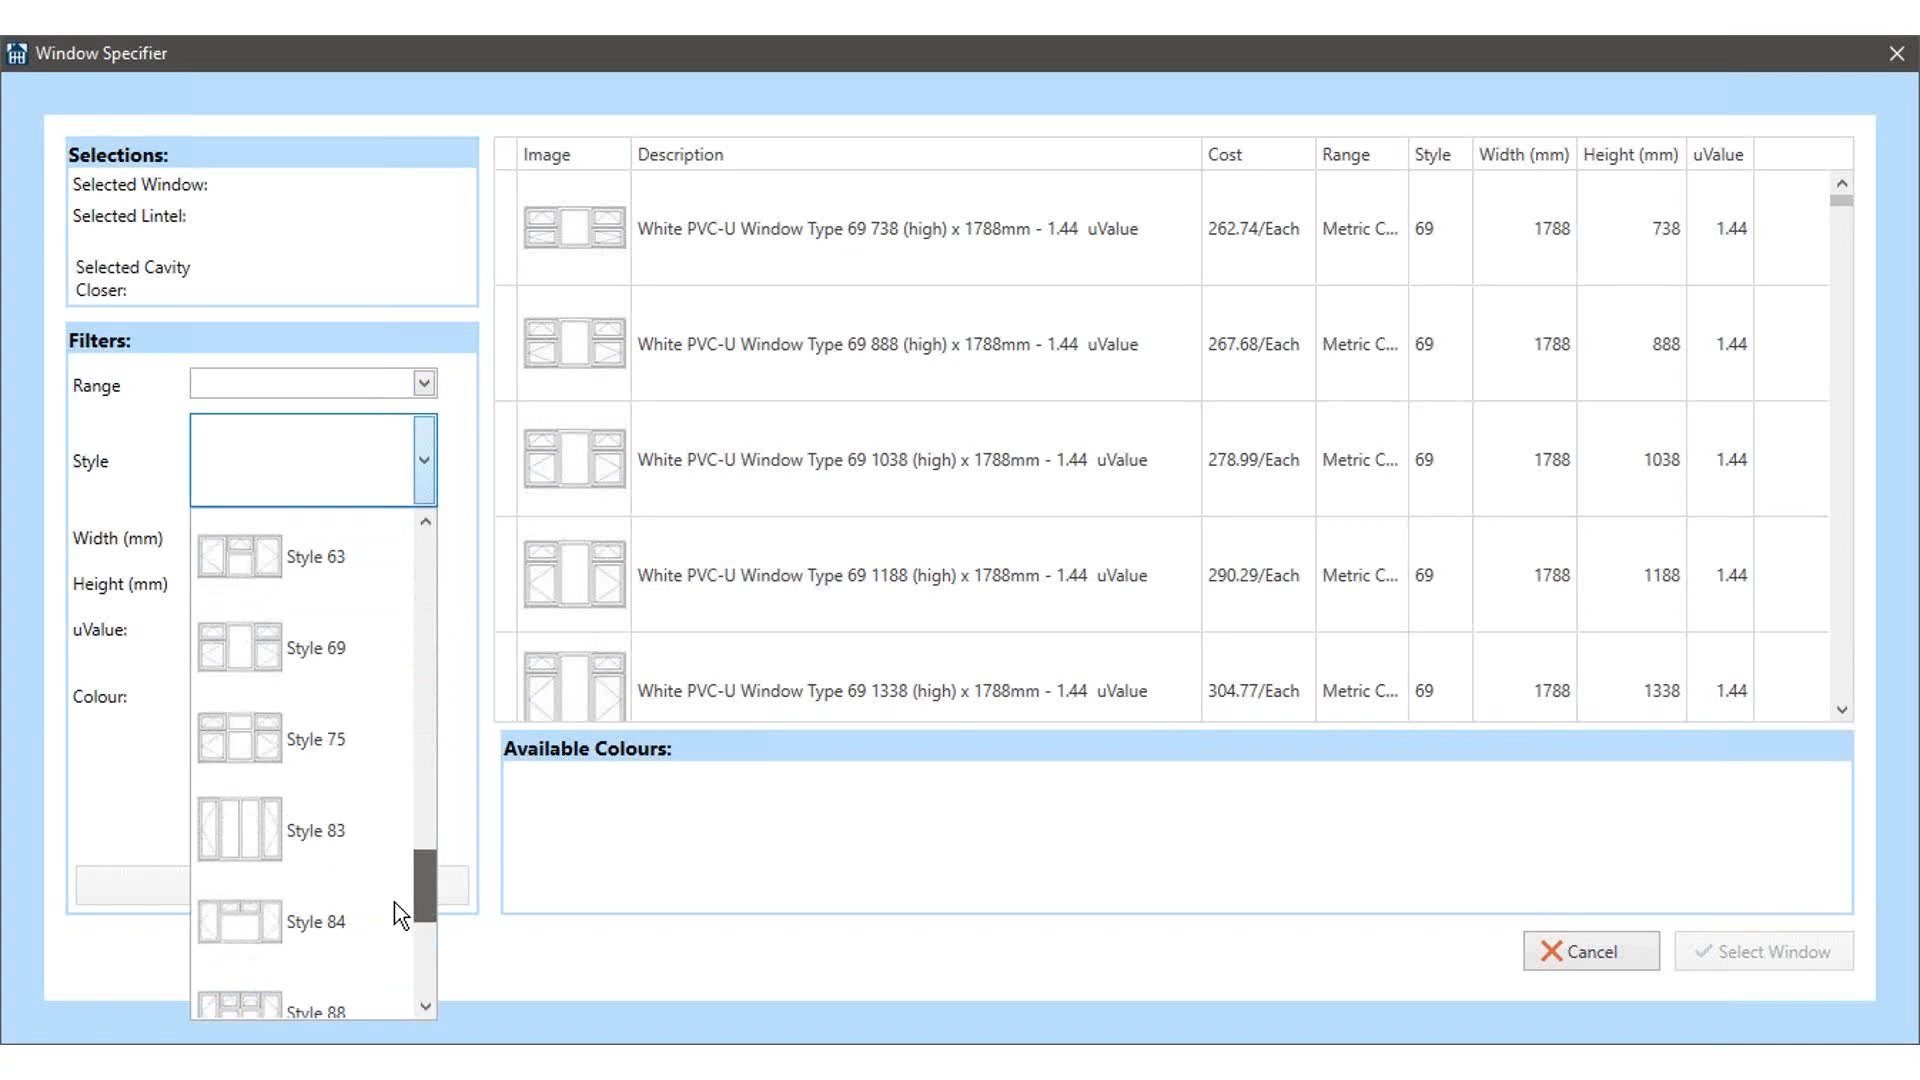 Window Specifier
Selections:
Selected Window:
Selected Lintel:
Selected Cavity
Closer:
Filters:
Range
Style
Width (mm)
Height (mm)
uValue:
Colour:
Style 63
Style 69
Style 75
Style 83
Style 84
Style 88
Image Description Cost Range Style Width (mm) Height (mm) uValue
White PVC-U Window Type 69 738 (high) x 1788mm - 1.44 uValue 262.74/Each Metric C... 69 1788 738 1.44
White PVC-U Window Type 69 888 (high) x 1788mm - 1.44 uValue 267.68/Each Metric C... 69 1788 888 1.44
White PVC-U Window Type 69 1038 (high) x 1788mm - 1.44 uValue 278.99/Each Metric C... 69 1788 1038 1.44
White PVC-U Window Type 69 1188 (high) x 1788mm - 1.44 uValue 290.29/Each Metric C... 69 1788 1188 1.44
White PVC-U Window Type 69 1338 (high) x 1788mm - 1.44 uValue 304.77/Each Metric C... 69 1788 1338 1.44
Available Colours:
Cancel
Select Window